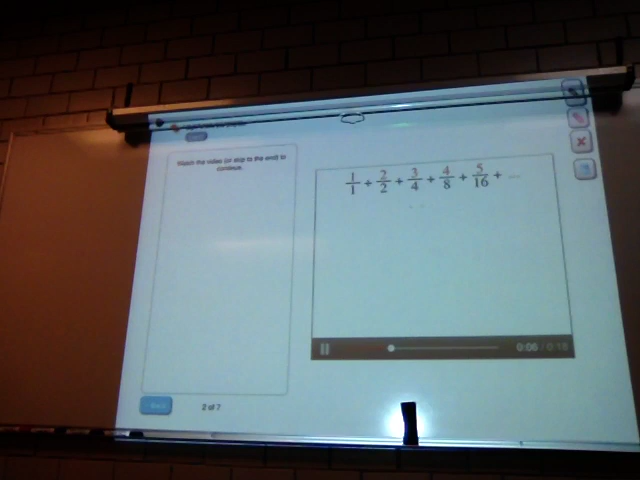 Watch the video (or skip to the end) to
continue.
1/1 + 2/2 + 3/4 + 4/8 + 5/16 + ...
0:06 / 0:18
2 of 7